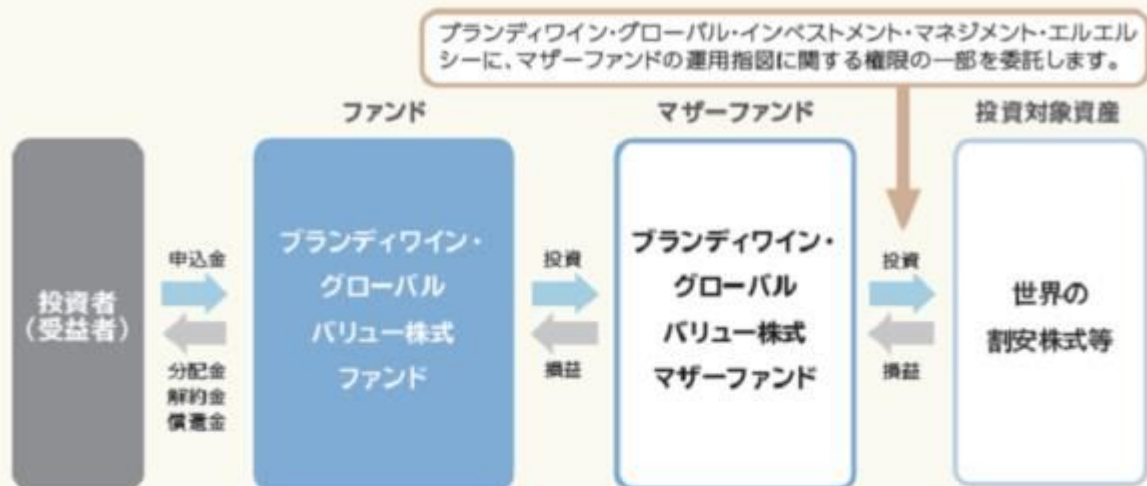 ブランディワイン・グローバル・インベストメント・マネジメント・エルエル
シーに、マザーファンドの運用指図に関する権限の一部を委託します。
ファンド
マザーファンド
投資対象資産
投資者
(受益者)
申込金
分配金
解約金
償還金
ブランディワイン・
グローバル
バリュー株式
ファンド
投資
損益
ブランディワイン・
グローバル
バリュー株式
マザーファンド
投資
損益
世界の
割安株式等